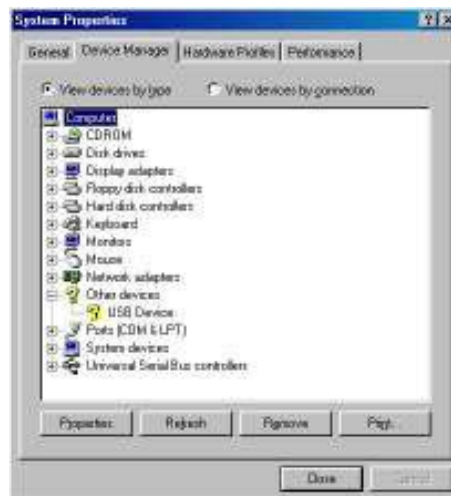 System Properties
General Device Manager Hardware Profiles Performance
View devices by type View devices by connection
Computer
CDROM
Disk drives
Display adapters
Floppy disk controllers
Hard disk controllers
Keyboard
Monitors
Mouse
Network adapters
Other devices
USB Device
Ports (COM & LPT)
System devices
Universal Serial Bus controllers
Properties Refresh Remove Print...
Close Cancel